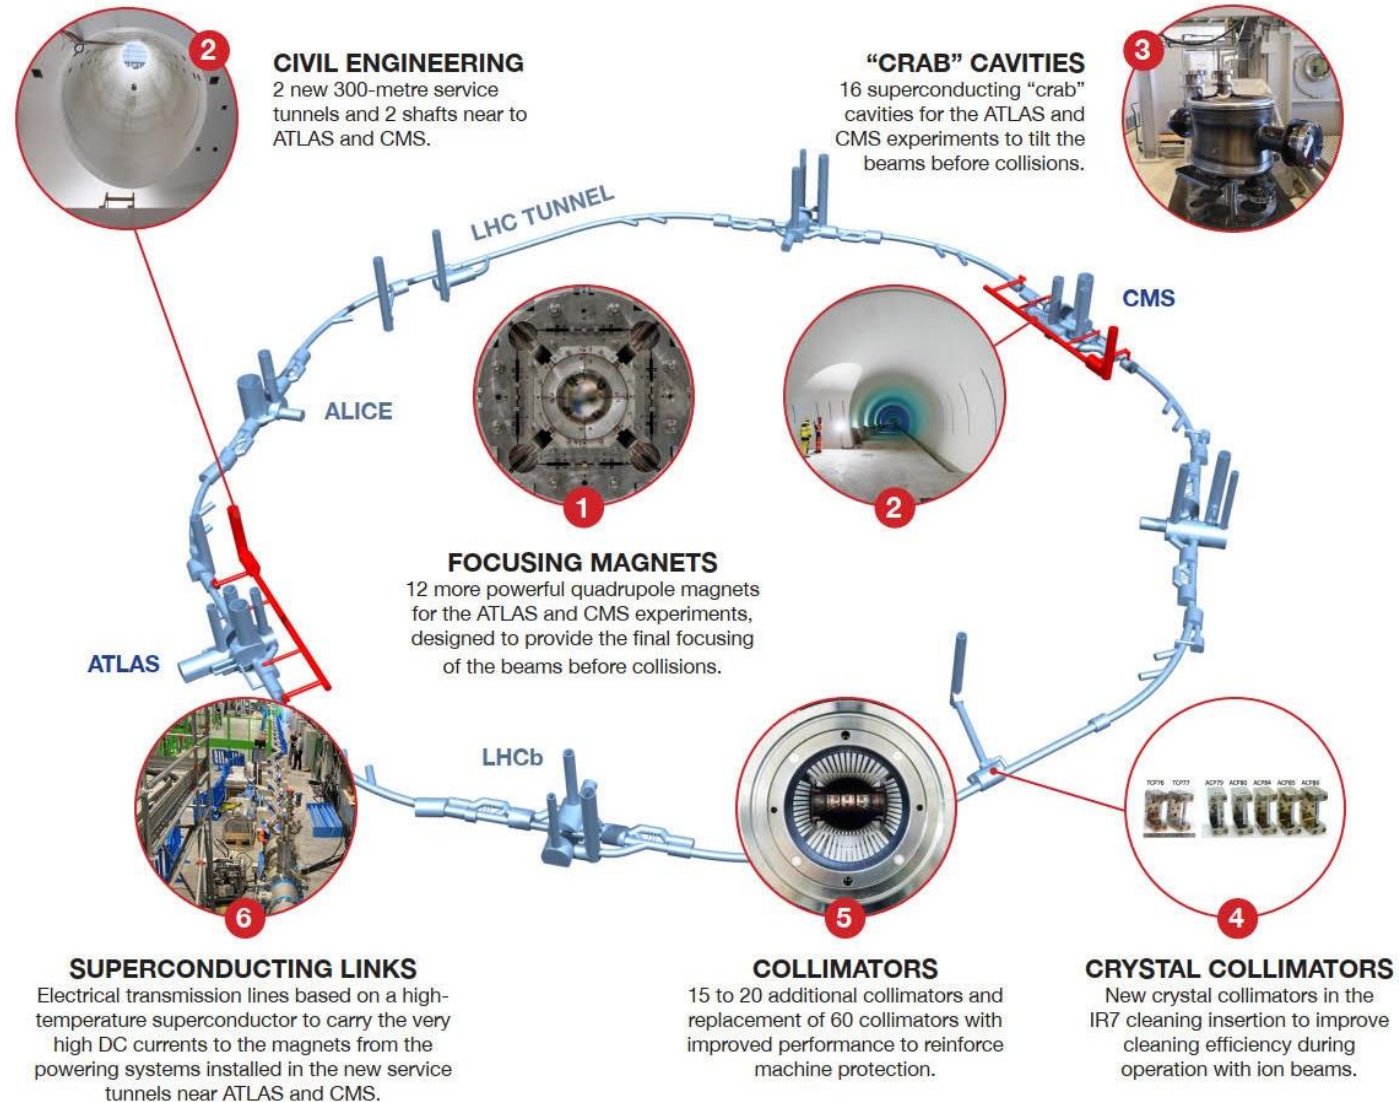 2
CIVIL ENGINEERING
2 new 300-metre service
tunnels and 2 shafts near to
ATLAS and CMS.
"CRAB" CAVITIES
16 superconducting "crab"
cavities for the ATLAS and
CMS experiments to tilt the
beams before collisions.
3
LHC TUNNEL
CMS
ALICE
1
2
FOCUSING MAGNETS
12 more powerful quadrupole magnets
for the ATLAS and CMS experiments,
designed to provide the final focusing
of the beams before collisions.
ATLAS
LHCb
TCP76 TCP77 ACP79 ACP80 ACP84 ACP85 ACP86
6
5
4
SUPERCONDUCTING LINKS
Electrical transmission lines based on a high-
temperature superconductor to carry the very
high DC currents to the magnets from the
powering systems installed in the new service
tunnels near ATLAS and CMS.
COLLIMATORS
15 to 20 additional collimators and
replacement of 60 collimators with
improved performance to reinforce
machine protection.
CRYSTAL COLLIMATORS
New crystal collimators in the
IR7 cleaning insertion to improve
cleaning efficiency during
operation with ion beams.